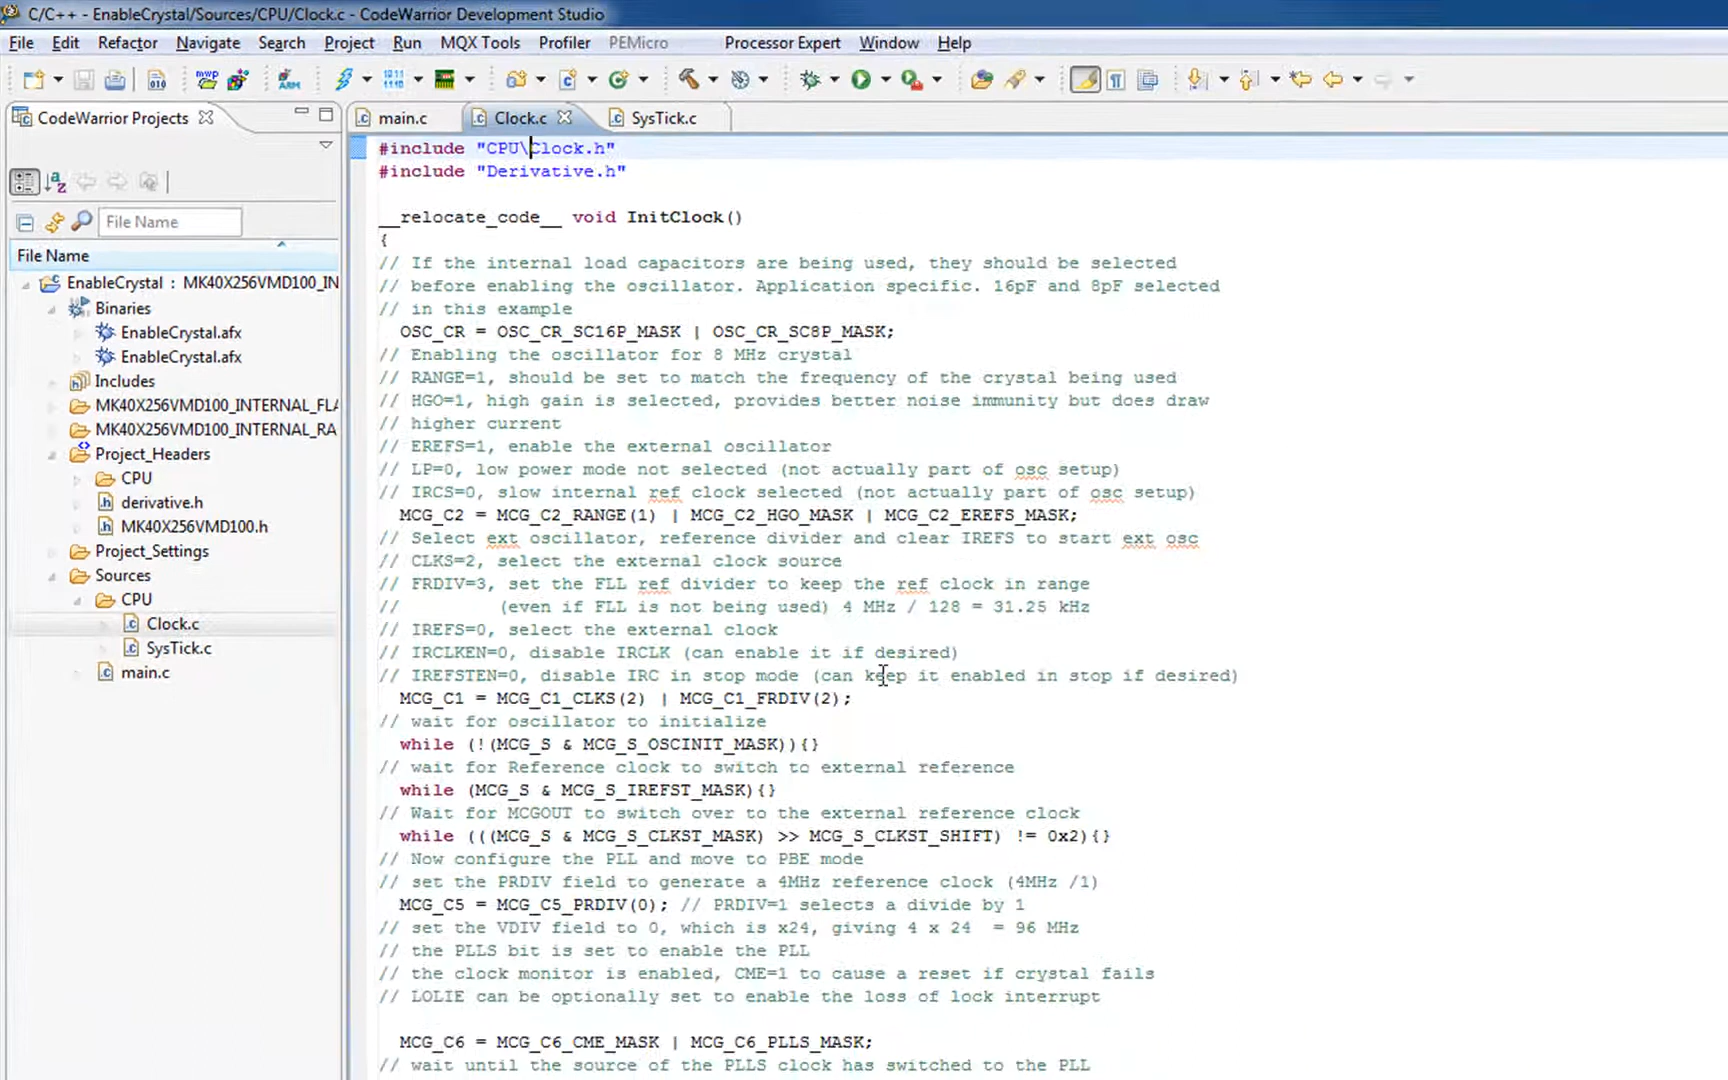 C/C++ - EnableCrystal/Sources/CPU/Clock.c - CodeWarrior Development Studio
File Edit Refactor Navigate Search Project Run MQX Tools Profiler PEMicro Processor Expert Window Help
CodeWarrior Projects
main.c Clock.c SysTick.c
File Name
File Name
EnableCrystal : MK40X256VMD100_IN
Binaries
EnableCrystal.afx
EnableCrystal.afx
Includes
MK40X256VMD100_INTERNAL_FLA
MK40X256VMD100_INTERNAL_RA
Project_Headers
CPU
derivative.h
MK40X256VMD100.h
Project_Settings
Sources
CPU
Clock.c
SysTick.c
main.c
#include "CPU\Clock.h"
#include "Derivative.h"
__relocate_code__ void InitClock()
{
// If the internal load capacitors are being used, they should be selected
// before enabling the oscillator. Application specific. 16pF and 8pF selected
// in this example
OSC_CR = OSC_CR_SC16P_MASK | OSC_CR_SC8P_MASK;
// Enabling the oscillator for 8 MHz crystal
// RANGE=1, should be set to match the frequency of the crystal being used
// HGO=1, high gain is selected, provides better noise immunity but does draw
// higher current
// EREFS=1, enable the external oscillator
// LP=0, low power mode not selected (not actually part of osc setup)
// IRCS=0, slow internal ref clock selected (not actually part of osc setup)
MCG_C2 = MCG_C2_RANGE(1) | MCG_C2_HGO_MASK | MCG_C2_EREFS_MASK;
// Select ext oscillator, reference divider and clear IREFS to start ext osc
// CLKS=2, select the external clock source
// FRDIV=3, set the FLL ref divider to keep the ref clock in range
// (even if FLL is not being used) 4 MHz / 128 = 31.25 kHz
// IREFS=0, select the external clock
// IRCLKEN=0, disable IRCLK (can enable it if desired)
// IREFSTEN=0, disable IRC in stop mode (can keep it enabled in stop if desired)
MCG_C1 = MCG_C1_CLKS(2) | MCG_C1_FRDIV(2);
// wait for oscillator to initialize
while (!(MCG_S & MCG_S_OSCINIT_MASK)){}
// wait for Reference clock to switch to external reference
while (MCG_S & MCG_S_IREFST_MASK){}
// Wait for MCGOUT to switch over to the external reference clock
while (((MCG_S & MCG_S_CLKST_MASK) >> MCG_S_CLKST_SHIFT) != 0x2){}
// Now configure the PLL and move to PBE mode
// set the PRDIV field to generate a 4MHz reference clock (4MHz /1)
MCG_C5 = MCG_C5_PRDIV(0); // PRDIV=1 selects a divide by 1
// set the VDIV field to 0, which is x24, giving 4 x 24 = 96 MHz
// the PLLS bit is set to enable the PLL
// the clock monitor is enabled, CME=1 to cause a reset if crystal fails
// LOLIE can be optionally set to enable the loss of lock interrupt
MCG_C6 = MCG_C6_CME_MASK | MCG_C6_PLLS_MASK;
// wait until the source of the PLLS clock has switched to the PLL